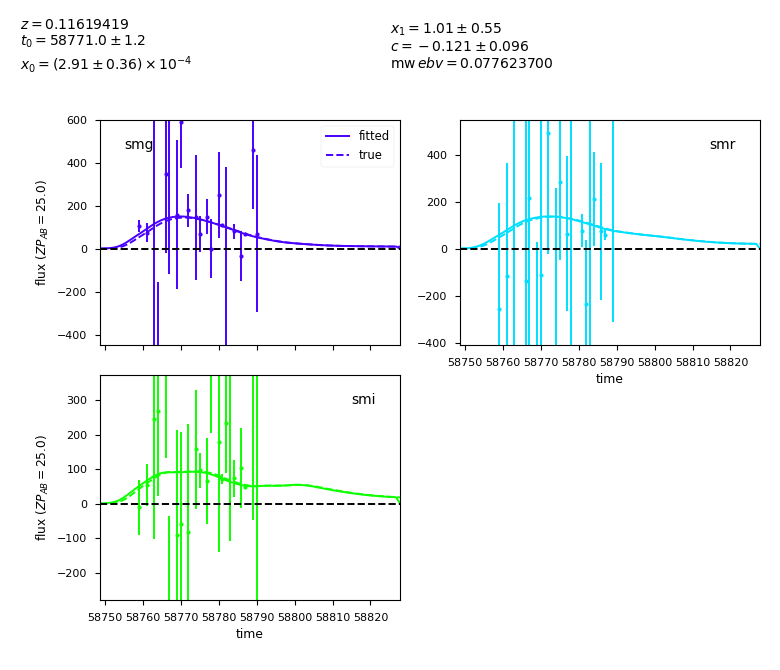 z = 0.11619419
t₀ = 58771.0 ± 1.2
x₀ = (2.91 ± 0.36) × 10⁻⁴
x₁ = 1.01 ± 0.55
c = −0.121 ± 0.096
mw ebv = 0.077623700
smg
fitted
true
600
400
200
0
−200
−400
flux (ZP_AB = 25.0)
smr
400
200
0
−200
−400
58750 58760 58770 58780 58790 58800 58810 58820
time
smi
300
200
100
0
−100
−200
flux (ZP_AB = 25.0)
58750 58760 58770 58780 58790 58800 58810 58820
time